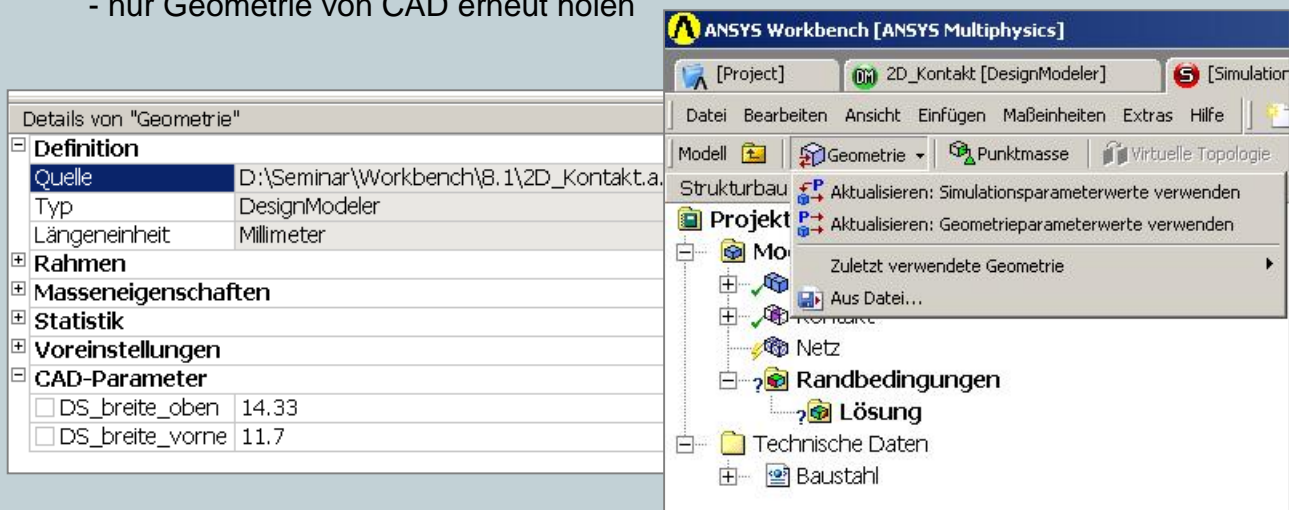 - nur Geometrie von CAD erneut holen
Details von "Geometrie"
Definition
Quelle D:\Seminar\Workbench\8.1\2D_Kontakt.a.
Typ DesignModeler
Längeneinheit Millimeter
Rahmen
Masseneigenschaften
Statistik
Voreinstellungen
CAD-Parameter
DS_breite_oben 14.33
DS_breite_vorne 11.7
ANSYS Workbench [ANSYS Multiphysics]
[Project] DM 2D_Kontakt [DesignModeler] S [Simulation
Datei Bearbeiten Ansicht Einfügen Maßeinheiten Extras Hilfe
Modell Geometrie Punktmasse Virtuelle Topologie
Strukturbau
Aktualisieren: Simulationsparameterwerte verwenden
Projekt
Aktualisieren: Geometrieparameterwerte verwenden
Mo
Zuletzt verwendete Geometrie
Aus Datei...
Kontakt
Netz
Randbedingungen
Lösung
Technische Daten
Baustahl